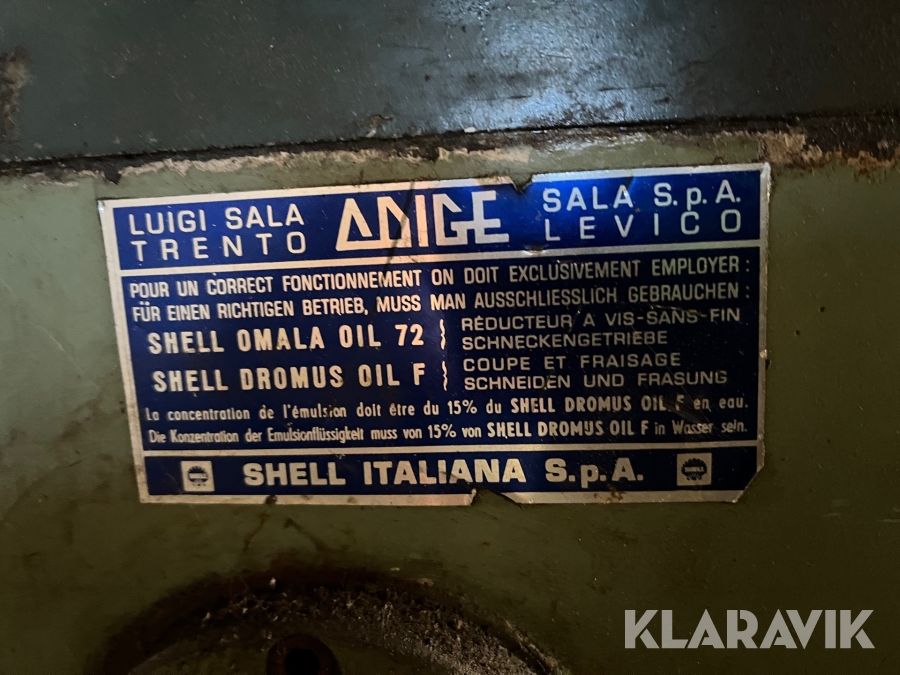 LUIGI SALA
TRENTO
ADIGE
SALA S.p.A.
LEVICO
POUR UN CORRECT FONCTIONNEMENT ON DOIT EXCLUSIVEMENT EMPLOYER :
FÜR EINEN RICHTIGEN BETRIEB, MUSS MAN AUSSCHLIESSLICH GEBRAUCHEN :
SHELL OMALA OIL 72 } RÉDUCTEUR A VIS-SANS-FIN
SCHNECKENGETRIEBE
SHELL DROMUS OIL F } COUPE ET FRAISAGE
SCHNEIDEN UND FRASUNG
La concentration de l'émulsion doit être du 15% du SHELL DROMUS OIL F en eau.
Die Konzentration der Emulsionflüssigkeit muss von 15% von SHELL DROMUS OIL F in Wasser seln.
SHELL ITALIANA S.p.A.
KLARAVIK